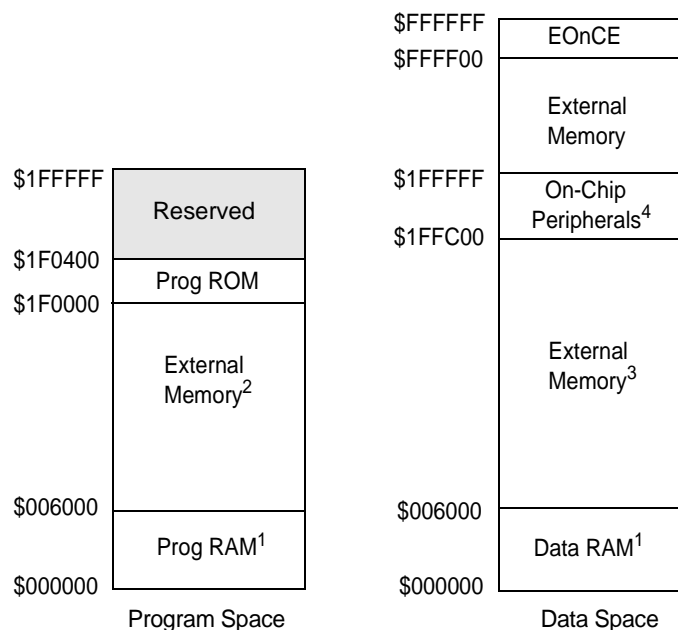 $1FFFFF
Reserved
$1F0400
Prog ROM
$1F0000
External
Memory2
$006000
Prog RAM1
$000000
Program Space
$FFFFFF
EOnCE
$FFFF00
External
Memory
$1FFFFF
On-Chip
Peripherals4
$1FFC00
External
Memory3
$006000
Data RAM1
$000000
Data Space